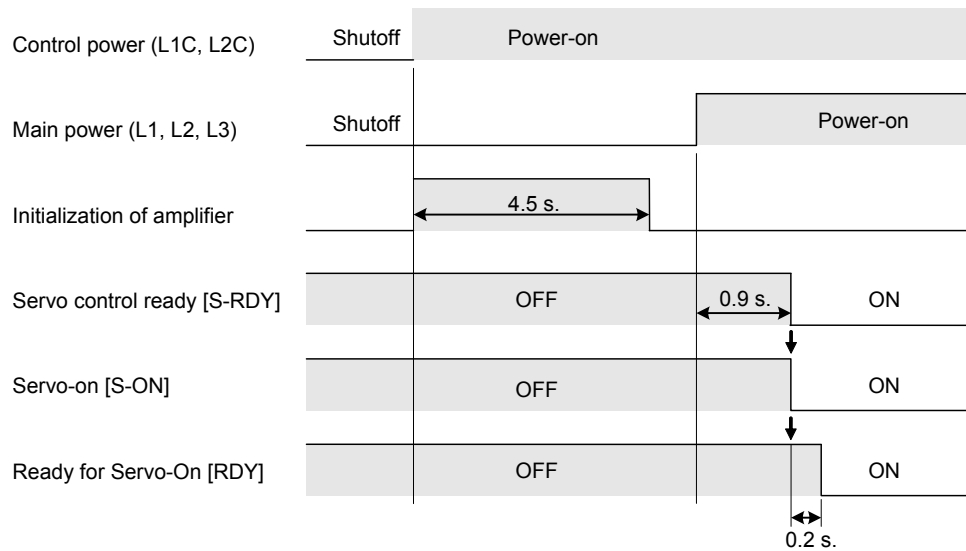 Control power (L1C, L2C)
Shutoff
Power-on
Main power (L1, L2, L3)
Shutoff
Power-on
Initialization of amplifier
4.5 s.
Servo control ready [S-RDY]
OFF
0.9 s.
ON
Servo-on [S-ON]
OFF
ON
Ready for Servo-On [RDY]
OFF
ON
0.2 s.